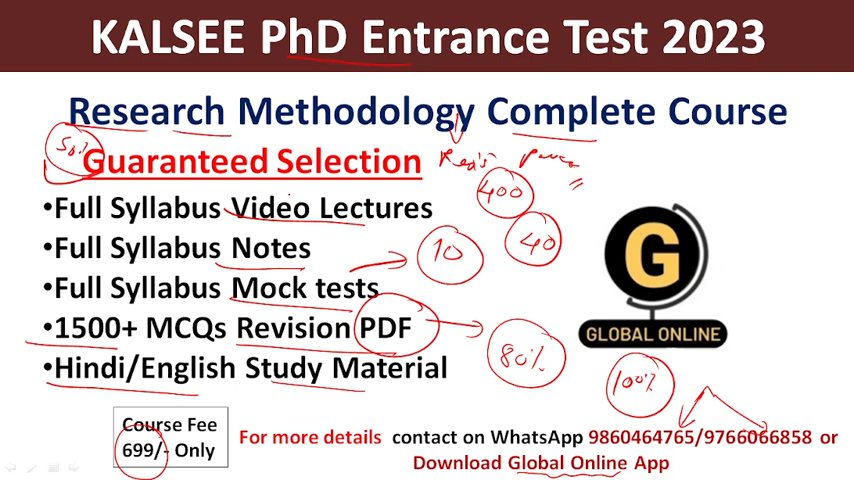 KALSEE PhD Entrance Test 2023
Research Methodology Complete Course
50%
Guaranteed Selection
400
•Full Syllabus Video Lectures
40
•Full Syllabus Notes
10
•Full Syllabus Mock tests
G
•1500+ MCQs Revision PDF
GLOBAL ONLINE
80%
•Hindi/English Study Material
100%
Course Fee
699/- Only
For more details contact on WhatsApp 9860464765/9766066858 or
Download Global Online App